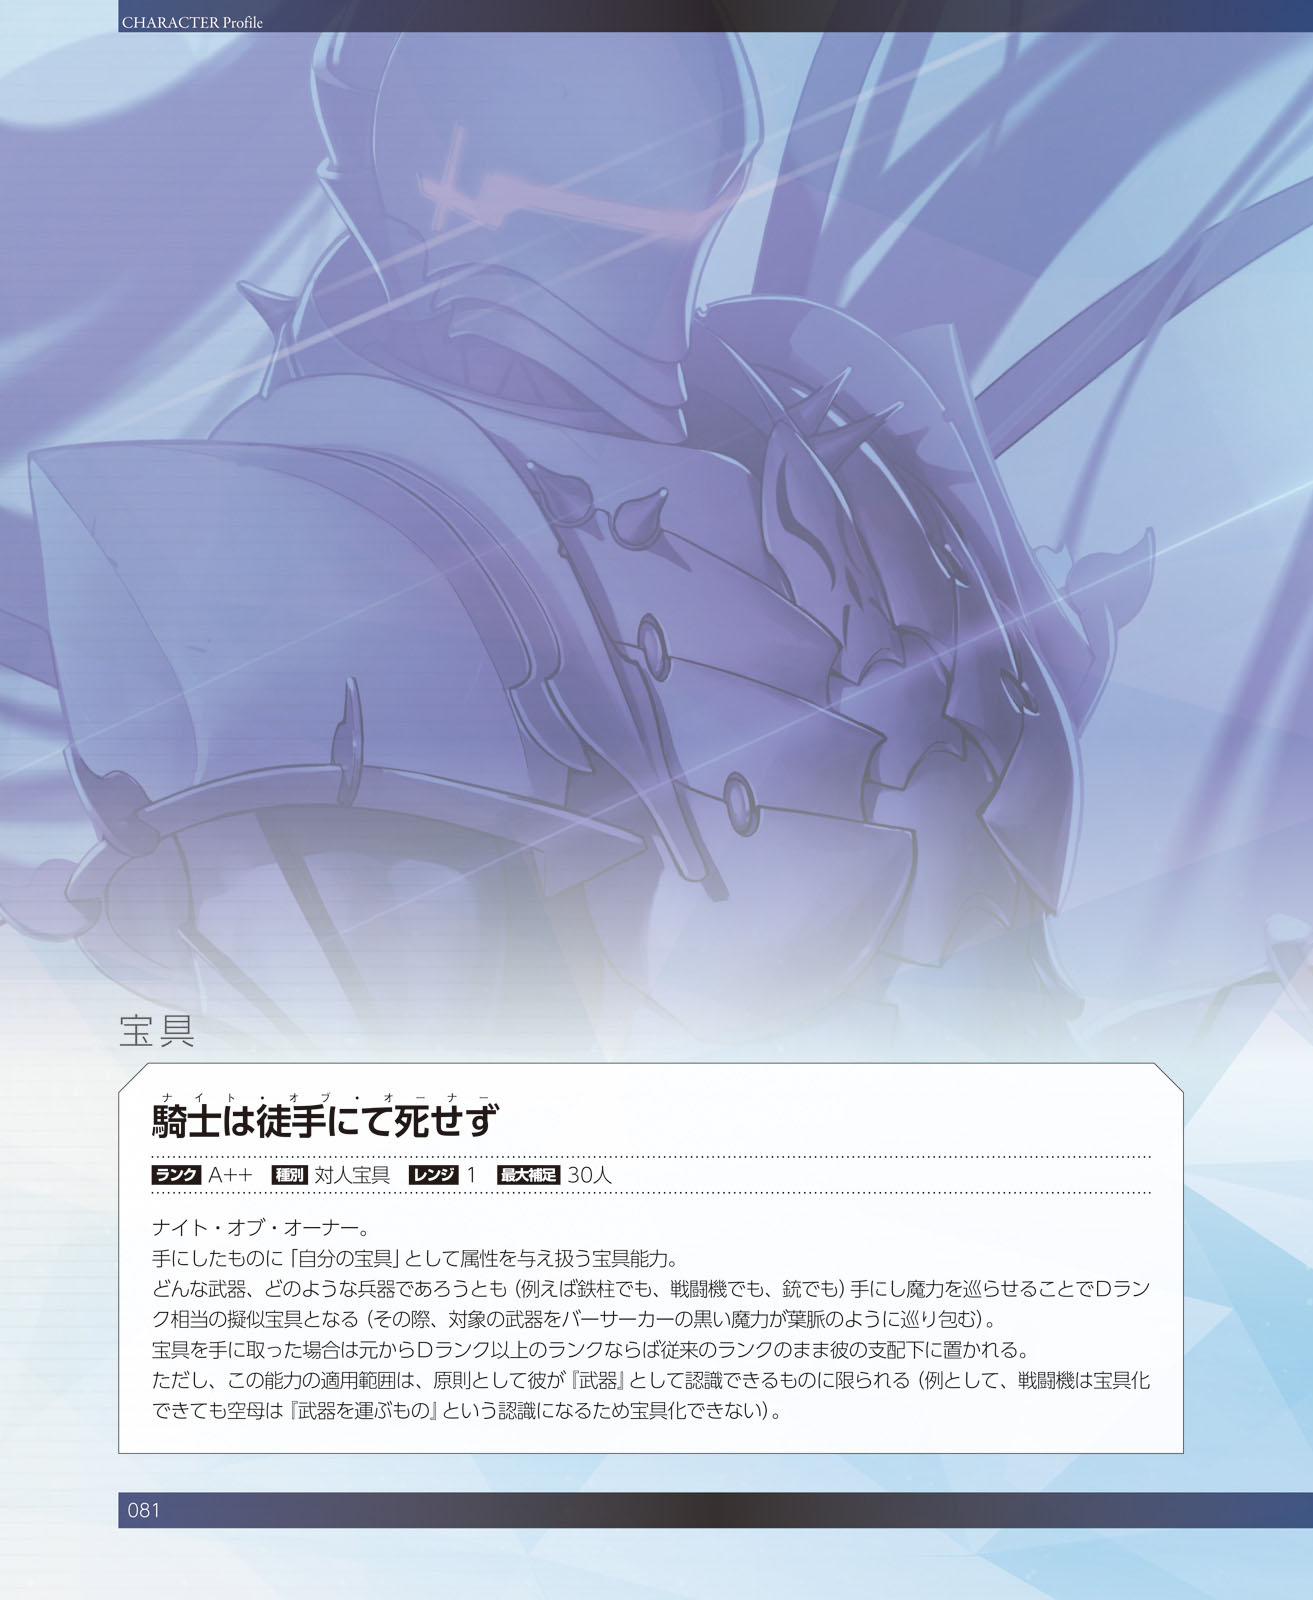 CHARACTER Profile
宝具
ナイト・オブ・オーナー
騎士は徒手にて死せず
ランク A++ 種別 対人宝具 レンジ 1 最大補足 30人
ナイト・オブ・オーナー。
手にしたものに「自分の宝具」として属性を与え扱う宝具能力。
どんな武器、どのような兵器であろうとも（例えば鉄柱でも、戦闘機でも、銃でも）手にし魔力を巡らせることでDラン
ク相当の擬似宝具となる（その際、対象の武器をバーサーカーの黒い魔力が葉脈のように巡り包む）。
宝具を手に取った場合は元からDランク以上のランクならば従来のランクのまま彼の支配下に置かれる。
ただし、この能力の適用範囲は、原則として彼が『武器』として認識できるものに限られる（例として、戦闘機は宝具化
できても空母は『武器を運ぶもの』という認識になるため宝具化できない）。
081